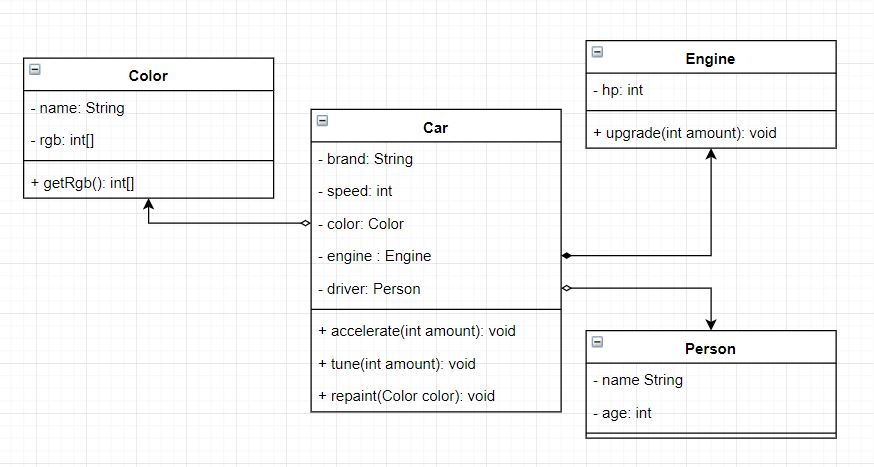 Color
- name: String
- rgb: int[]
+ getRgb(): int[]
Car
- brand: String
- speed: int
- color: Color
- engine : Engine
- driver: Person
+ accelerate(int amount): void
+ tune(int amount): void
+ repaint(Color color): void
Engine
- hp: int
+ upgrade(int amount): void
Person
- name String
- age: int